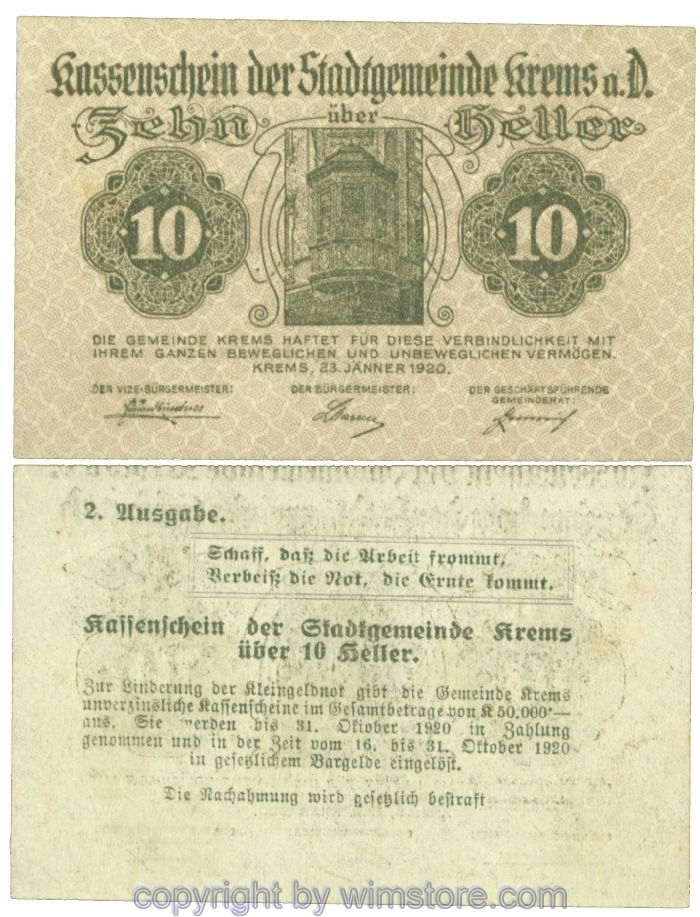 Kassenschein der Stadtgemeinde Krems a.D.
Zehn über Heller
10 10
DIE GEMEINDE KREMS HAFTET FÜR DIESE VERBINDLICHKEIT MIT
IHREM GANZEN BEWEGLICHEN UND UNBEWEGLICHEN VERMÖGEN.
KREMS, 23. JÄNNER 1920.
DER VIZE-BÜRGERMEISTER: DER BÜRGERMEISTER: DER GESCHÄFTSFÜHRENDE
GEMEINDERAT:
2. Ausgabe.
Schaff, daß die Arbeit frommt,
Verbeiß die Not, die Ernte kommt.
Kassenschein der Stadtgemeinde Krems
über 10 Heller.
Zur Linderung der Kleingeldnot gibt die Gemeinde Krems
unverzinsliche Kassenscheine im Gesamtbetrage von K 50.000·—
aus. Sie werden bis 31. Oktober 1920 in Zahlung
genommen und in der Zeit vom 16. bis 31. Oktober 1920
in gesetzlichem Bargelde eingelöst.
Die Nachahmung wird gesetzlich bestraft
copyright by wimstore.com